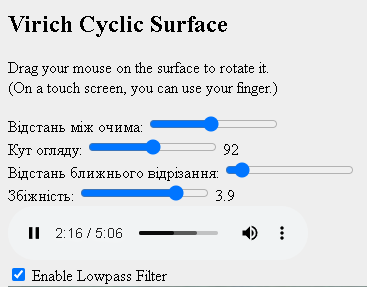 Virich Cyclic Surface
Drag your mouse on the surface to rotate it.
(On a touch screen, you can use your finger.)
Відстань між очима:
Кут огляду: 92
Відстань ближнього відрізання:
Збіжність: 3.9
2:16 / 5:06
Enable Lowpass Filter